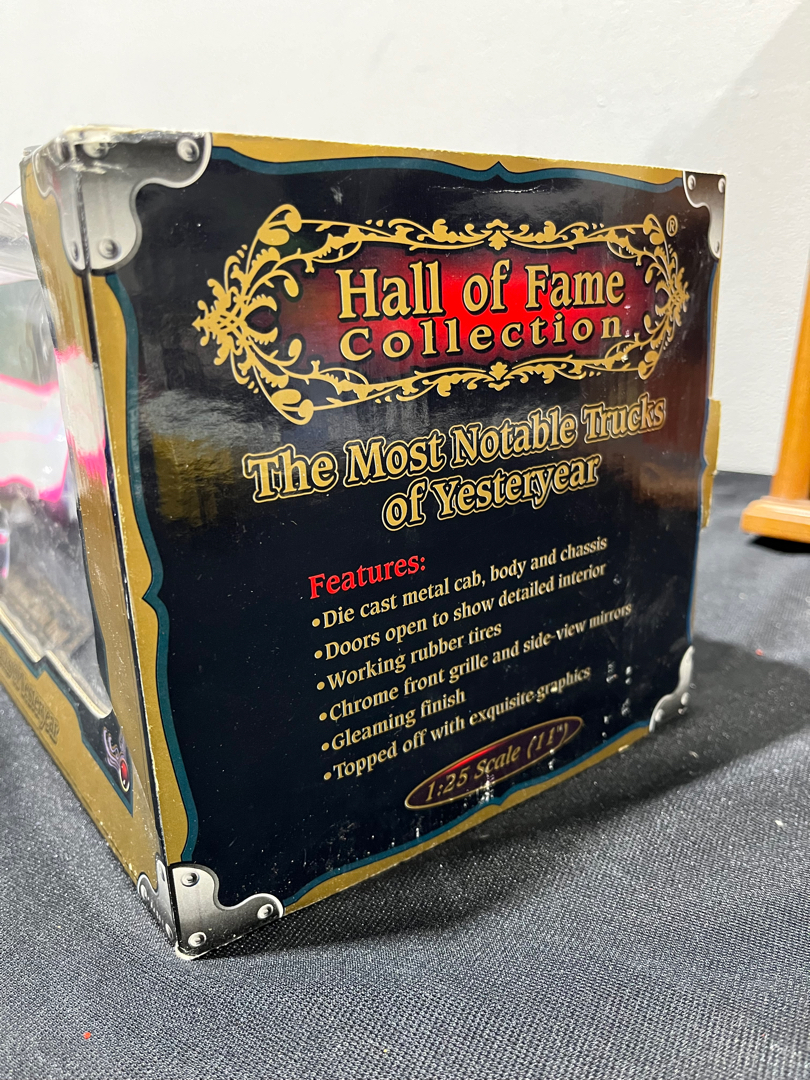 Hall of Fame
Collection
®
The Most Notable Trucks
of Yesteryear
Features:
•Die cast metal cab, body and chassis
•Doors open to show detailed interior
•Working rubber tires
•Chrome front grille and side-view mirrors
•Gleaming finish
•Topped off with exquisite graphics
1:25 Scale